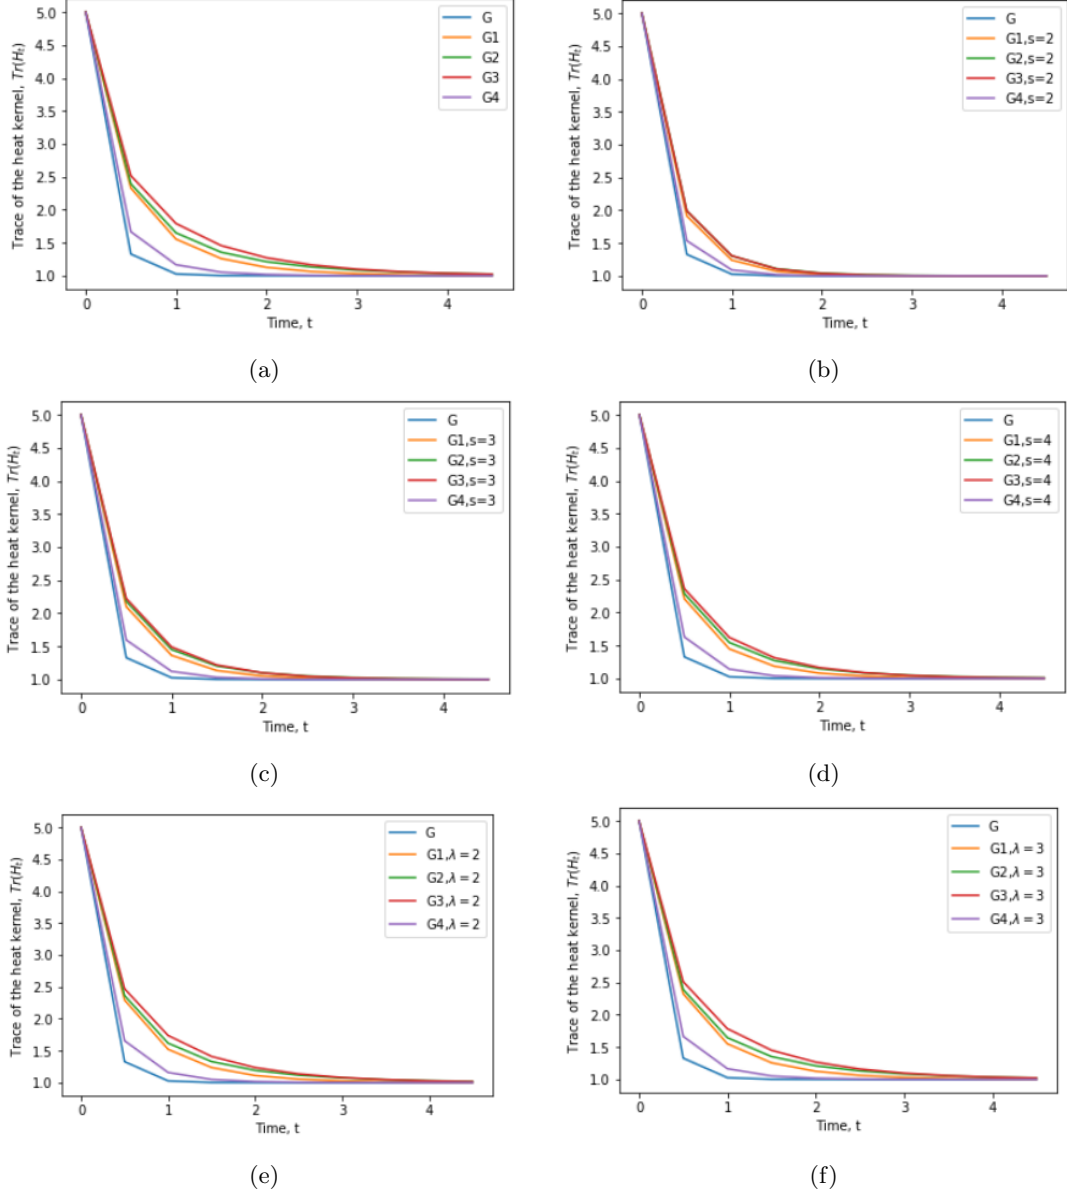 Trace of the heat kernel, Tr(Hₜ)
5.0
4.5
4.0
3.5
3.0
2.5
2.0
1.5
1.0
G
G1
G2
G3
G4
0 1 2 3 4
Time, t
(a)
Trace of the heat kernel, Tr(Hₜ)
5.0
4.5
4.0
3.5
3.0
2.5
2.0
1.5
1.0
G
G1,s=2
G2,s=2
G3,s=2
G4,s=2
0 1 2 3 4
Time, t
(b)
Trace of the heat kernel, Tr(Hₜ)
5.0
4.5
4.0
3.5
3.0
2.5
2.0
1.5
1.0
G
G1,s=3
G2,s=3
G3,s=3
G4,s=3
0 1 2 3 4
Time, t
(c)
Trace of the heat kernel, Tr(Hₜ)
5.0
4.5
4.0
3.5
3.0
2.5
2.0
1.5
1.0
G
G1,s=4
G2,s=4
G3,s=4
G4,s=4
0 1 2 3 4
Time, t
(d)
Trace of the heat kernel, Tr(Hₜ)
5.0
4.5
4.0
3.5
3.0
2.5
2.0
1.5
1.0
G
G1,λ = 2
G2,λ = 2
G3,λ = 2
G4,λ = 2
0 1 2 3 4
Time, t
(e)
Trace of the heat kernel, Tr(Hₜ)
5.0
4.5
4.0
3.5
3.0
2.5
2.0
1.5
1.0
G
G1,λ = 3
G2,λ = 3
G3,λ = 3
G4,λ = 3
0 1 2 3 4
Time, t
(f)